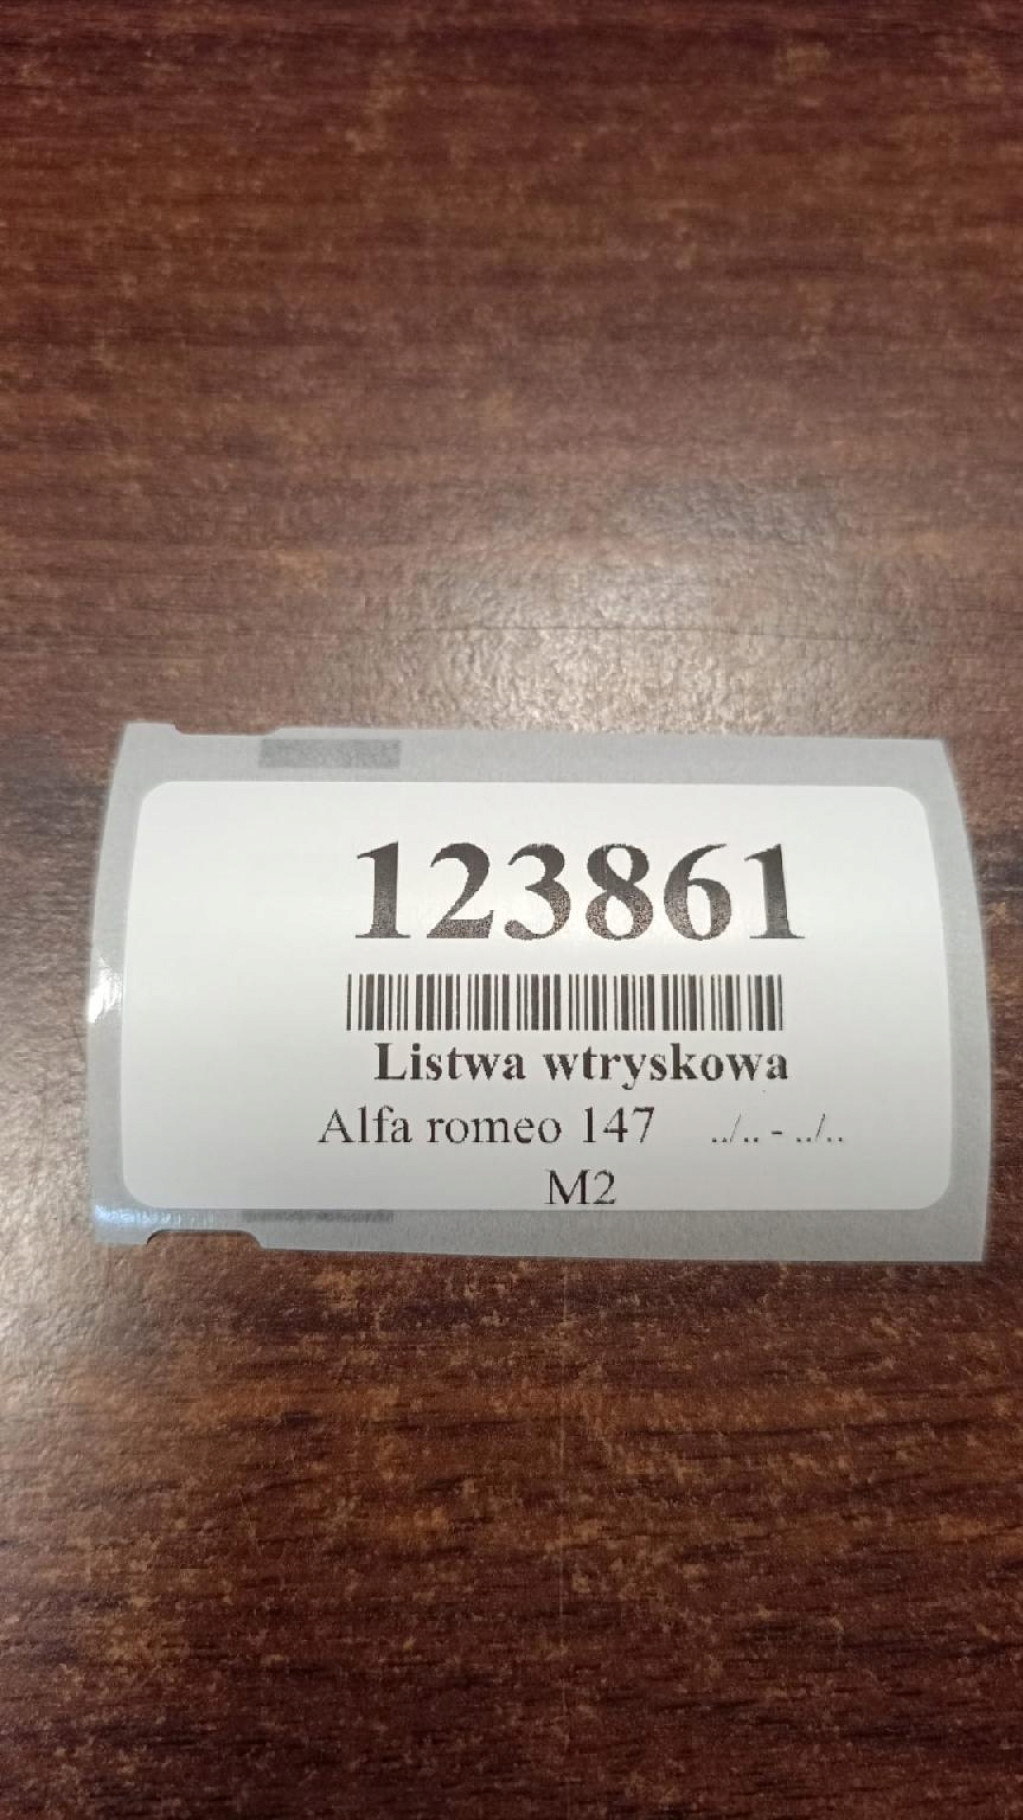 123861
Listwa wtryskowa
Alfa romeo 147 ../.. - ../..
M2